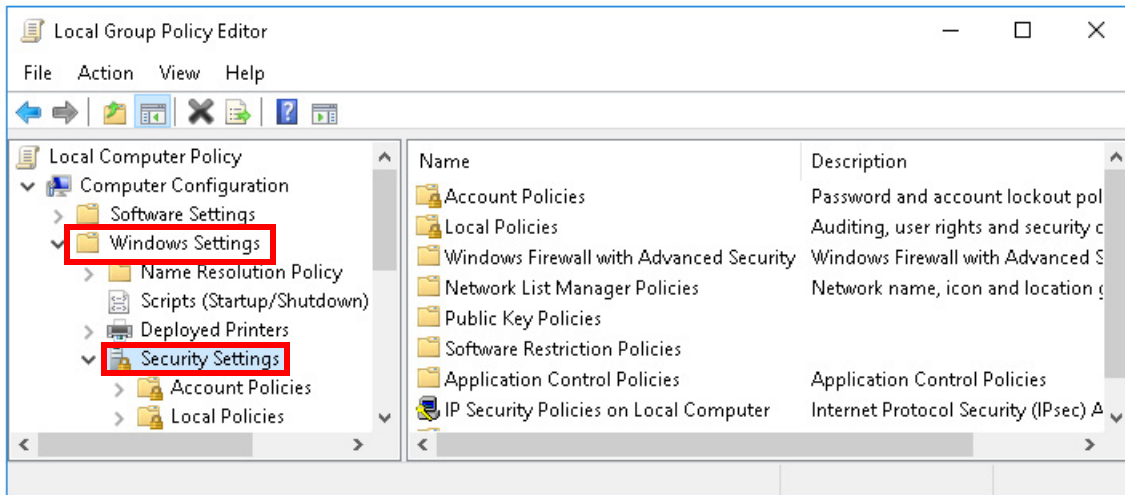 Local Group Policy Editor
File Action View Help
Local Computer Policy
Computer Configuration
Software Settings
Windows Settings
Name Resolution Policy
Scripts (Startup/Shutdown)
Deployed Printers
Security Settings
Account Policies
Local Policies
Name Description
Account Policies Password and account lockout pol
Local Policies Auditing, user rights and security c
Windows Firewall with Advanced Security Windows Firewall with Advanced S
Network List Manager Policies Network name, icon and location g
Public Key Policies
Software Restriction Policies
Application Control Policies Application Control Policies
IP Security Policies on Local Computer Internet Protocol Security (IPsec) A